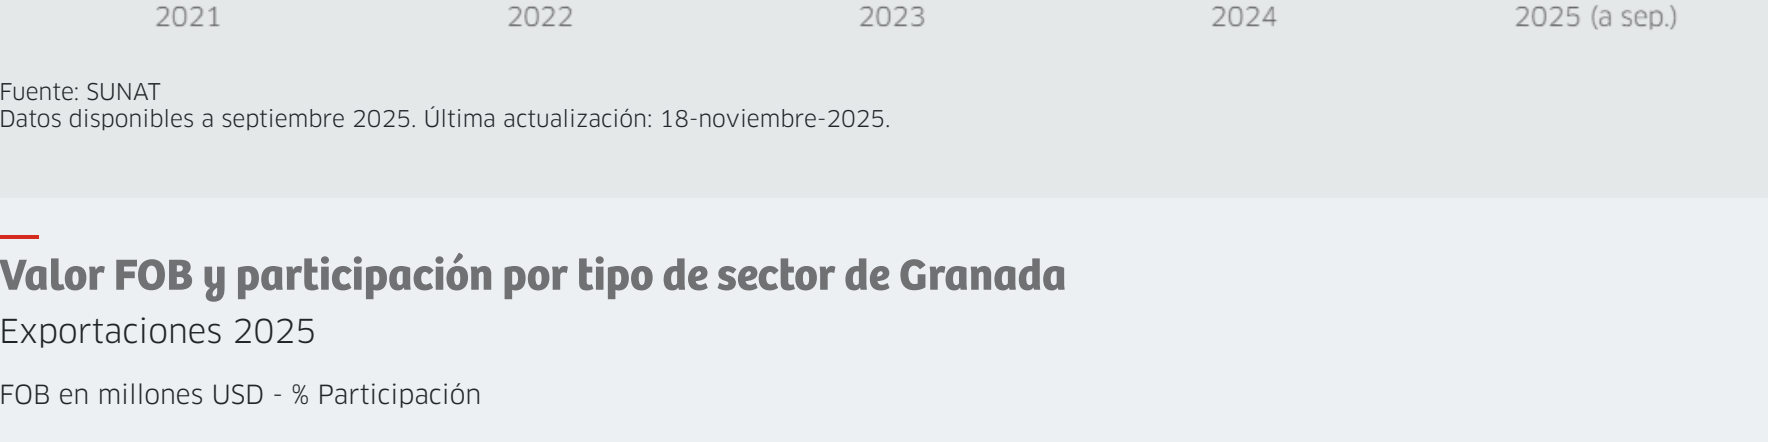 2021 2022 2023 2024 2025 (a sep.)
Fuente: SUNAT
Datos disponibles a septiembre 2025. Última actualización: 18-noviembre-2025.
Valor FOB y participación por tipo de sector de Granada
Exportaciones 2025
FOB en millones USD - % Participación